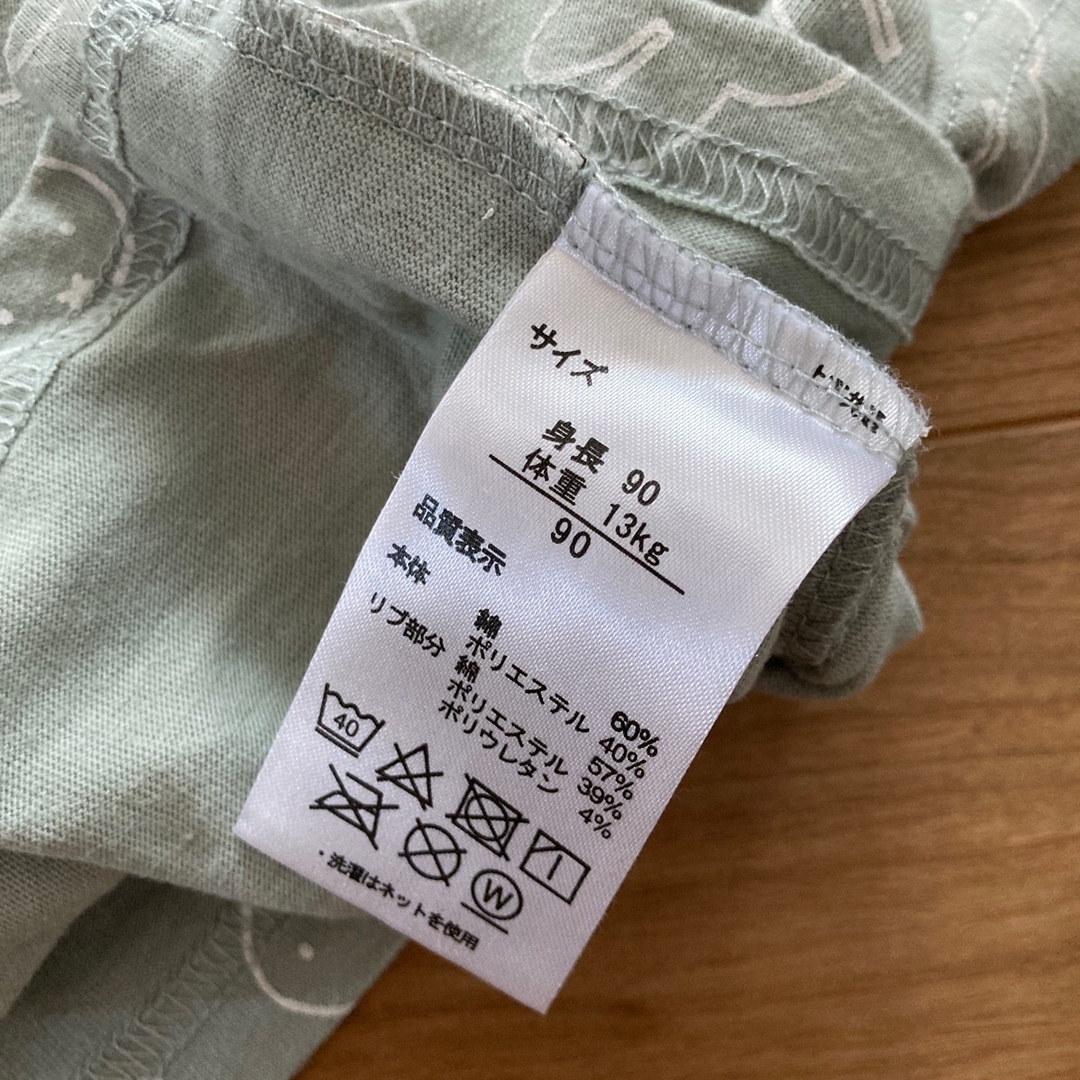 サイズ
身長 90
体重 13kg
90
品質表示
本体 綿 60%
ポリエステル 40%
リブ部分 綿 57%
ポリエステル 39%
ポリウレタン 4%
40
W
・洗濯はネットを使用